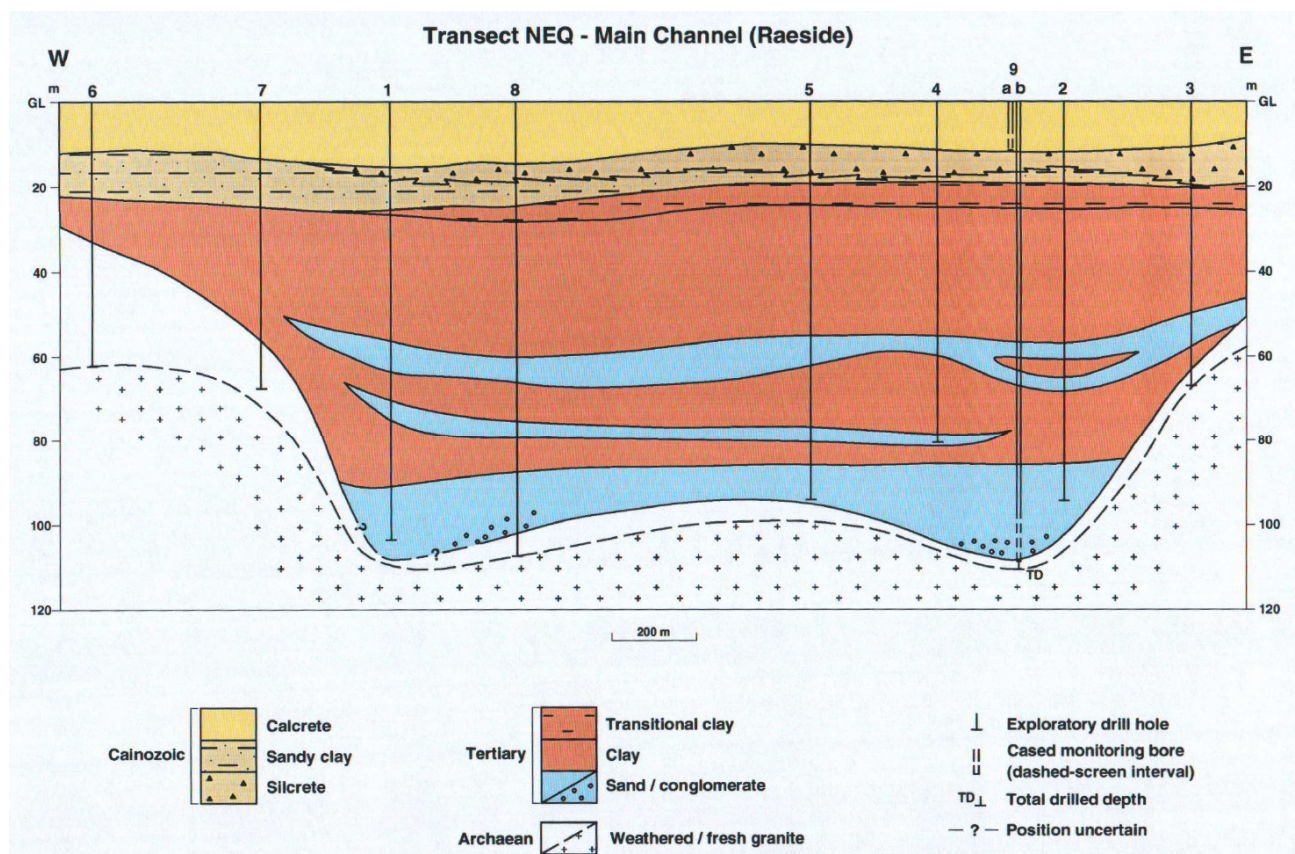 Transect NEQ - Main Channel (Raeside)
W
E
m 6 7 1 8 5 4 9 a b 2 3 m
GL
GL
20
20
40
40
60
60
80
80
100
100
?
?
TD
120
120
200 m
Cainozoic
Calcrete
Sandy clay
Silcrete
Tertiary
Transitional clay
Clay
Sand / conglomerate
Archaean
Weathered / fresh granite
Exploratory drill hole
Cased monitoring bore
(dashed-screen interval)
TD Total drilled depth
– ? – Position uncertain